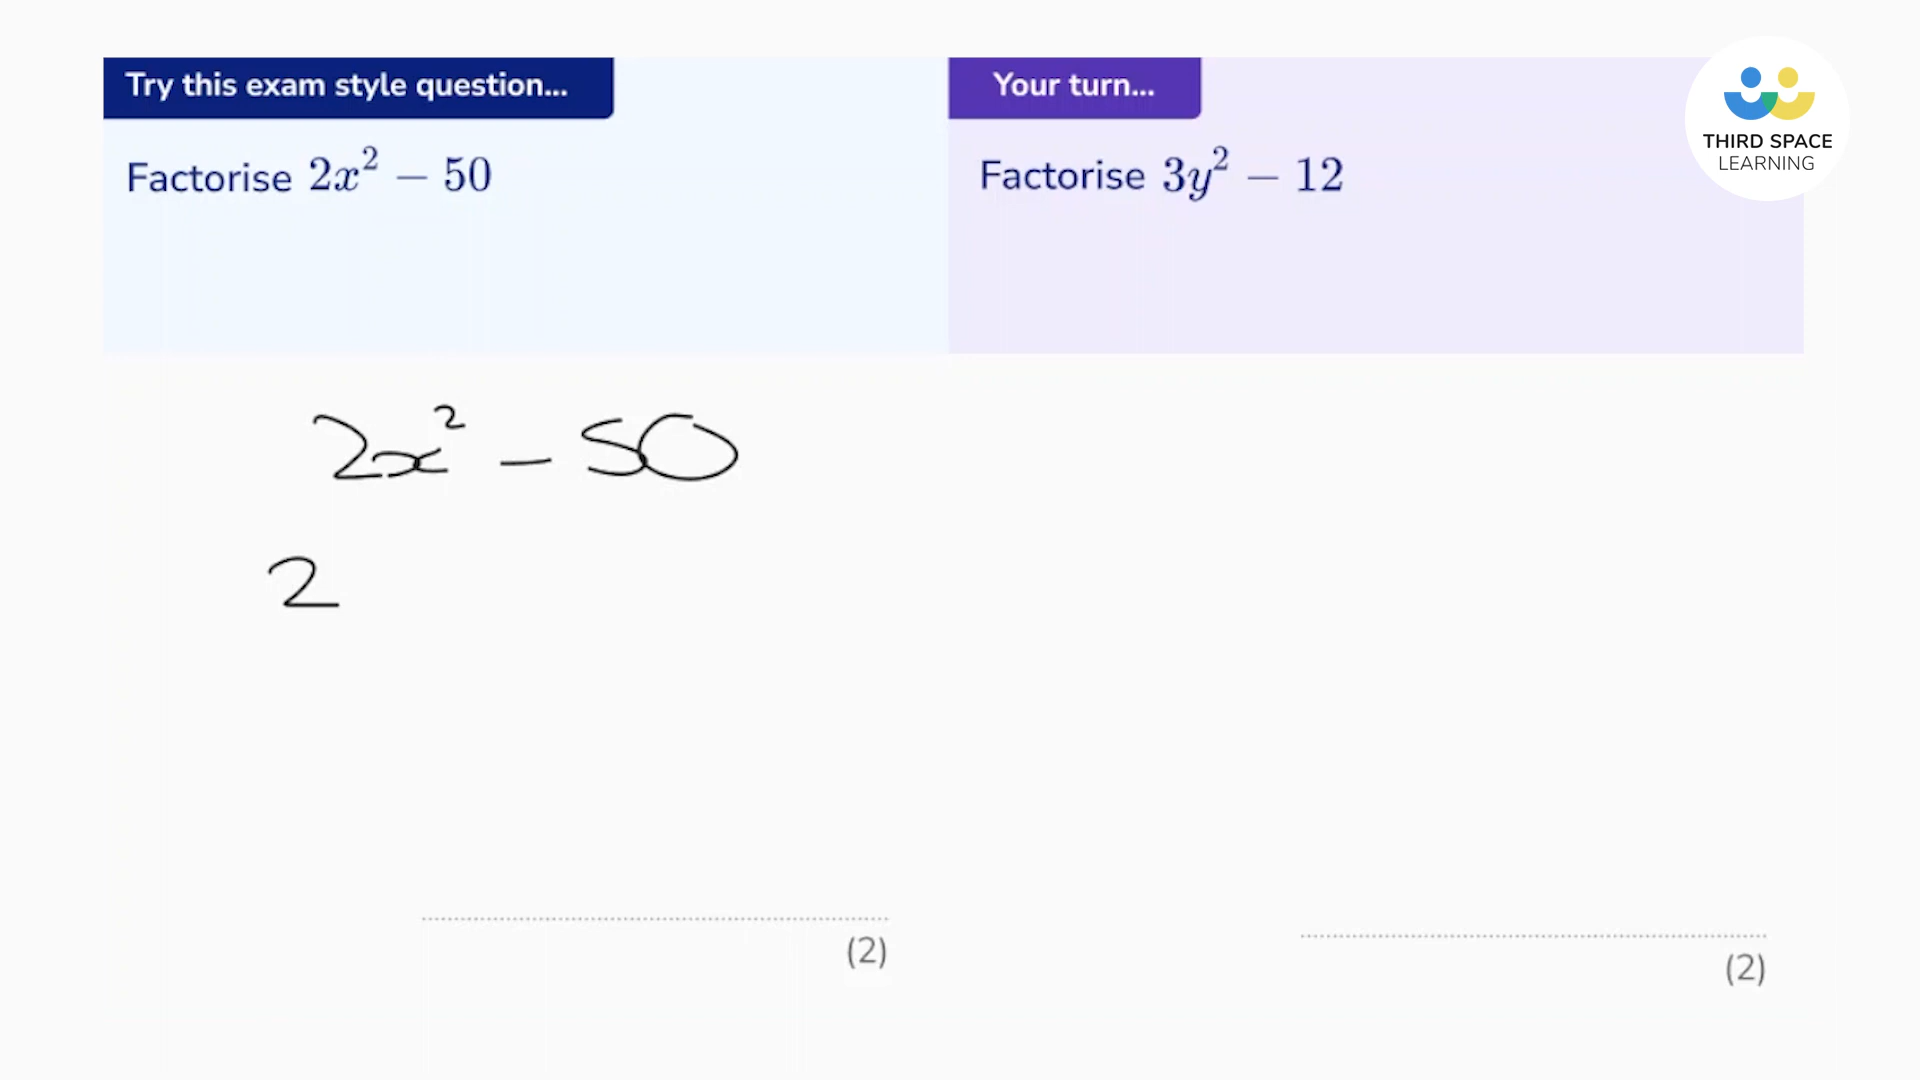 Try this exam style question...
Factorise 2x² − 50
Your turn...
Factorise 3y² − 12
THIRD SPACE
LEARNING
2x² − 50
2
(2)
(2)